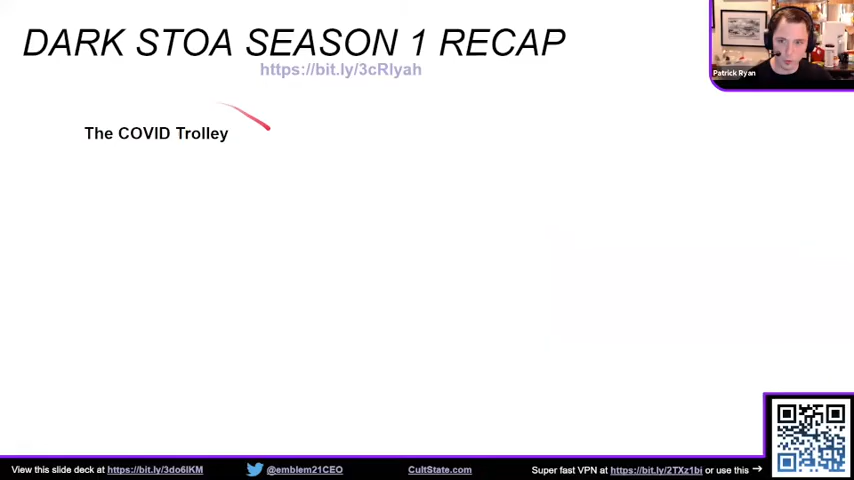 DARK STOA SEASON 1 RECAP
https://bit.ly/3cRlyah
Patrick Ryan
The COVID Trolley
View this slide deck at https://bit.ly/3do6lKM
@emblem21CEO
CultState.com
Super fast VPN at https://bit.ly/2TXz1bi or use this